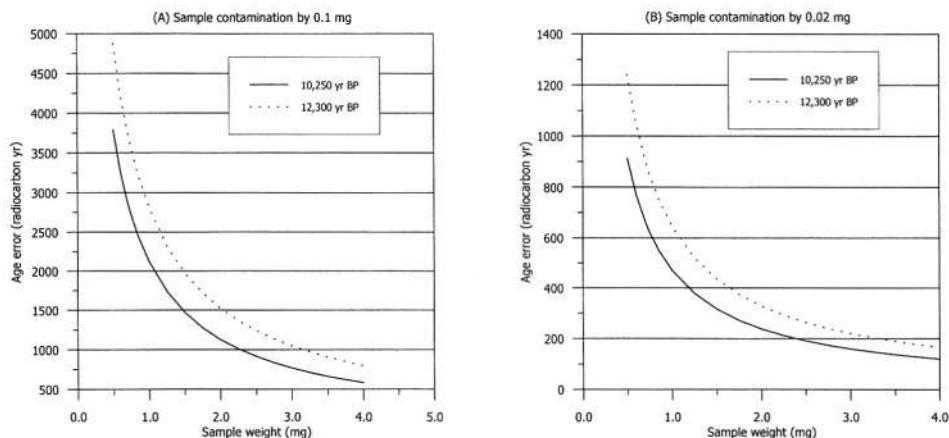 (A) Sample contamination by 0.1 mg
Age error (radiocarbon yr)
5000
4500
4000
3500
3000
2500
2000
1500
1000
500
10,250 yr BP
12,300 yr BP
0.0 1.0 2.0 3.0 4.0 5.0
Sample weight (mg)
(B) Sample contamination by 0.02 mg
Age error (radiocarbon yr)
1400
1200
1000
800
600
400
200
0
10,250 yr BP
12,300 yr BP
0.0 1.0 2.0 3.0 4.0
Sample weight (mg)